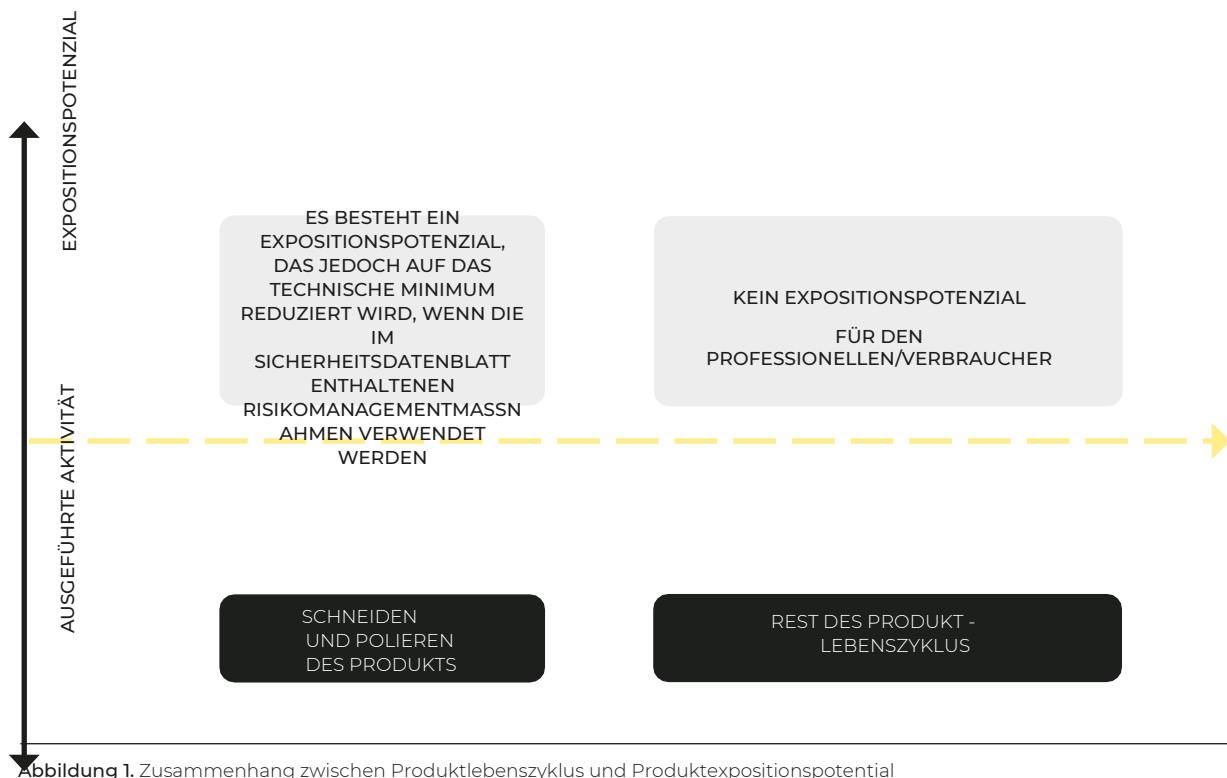 EXPOSITIONSPOTENZIAL
ES BESTEHT EIN
EXPOSITIONSPOTENZIAL,
DAS JEDOCH AUF DAS
TECHNISCHE MINIMUM
REDUZIERT WIRD, WENN DIE
IM
SICHERHEITSDATENBLATT
ENTHALTENEN
RISIKOMANAGEMENTMASSN
AHMEN VERWENDET
WERDEN
KEIN EXPOSITIONSPOTENZIAL
FÜR DEN
PROFESSIONELLEN/VERBRAUCHER
AUSGEFÜHRTE AKTIVITÄT
SCHNEIDEN
UND POLIEREN
DES PRODUKTS
REST DES PRODUKT -
LEBENSZYKLUS
Abbildung 1. Zusammenhang zwischen Produktlebenszyklus und Produktexpositionspotential